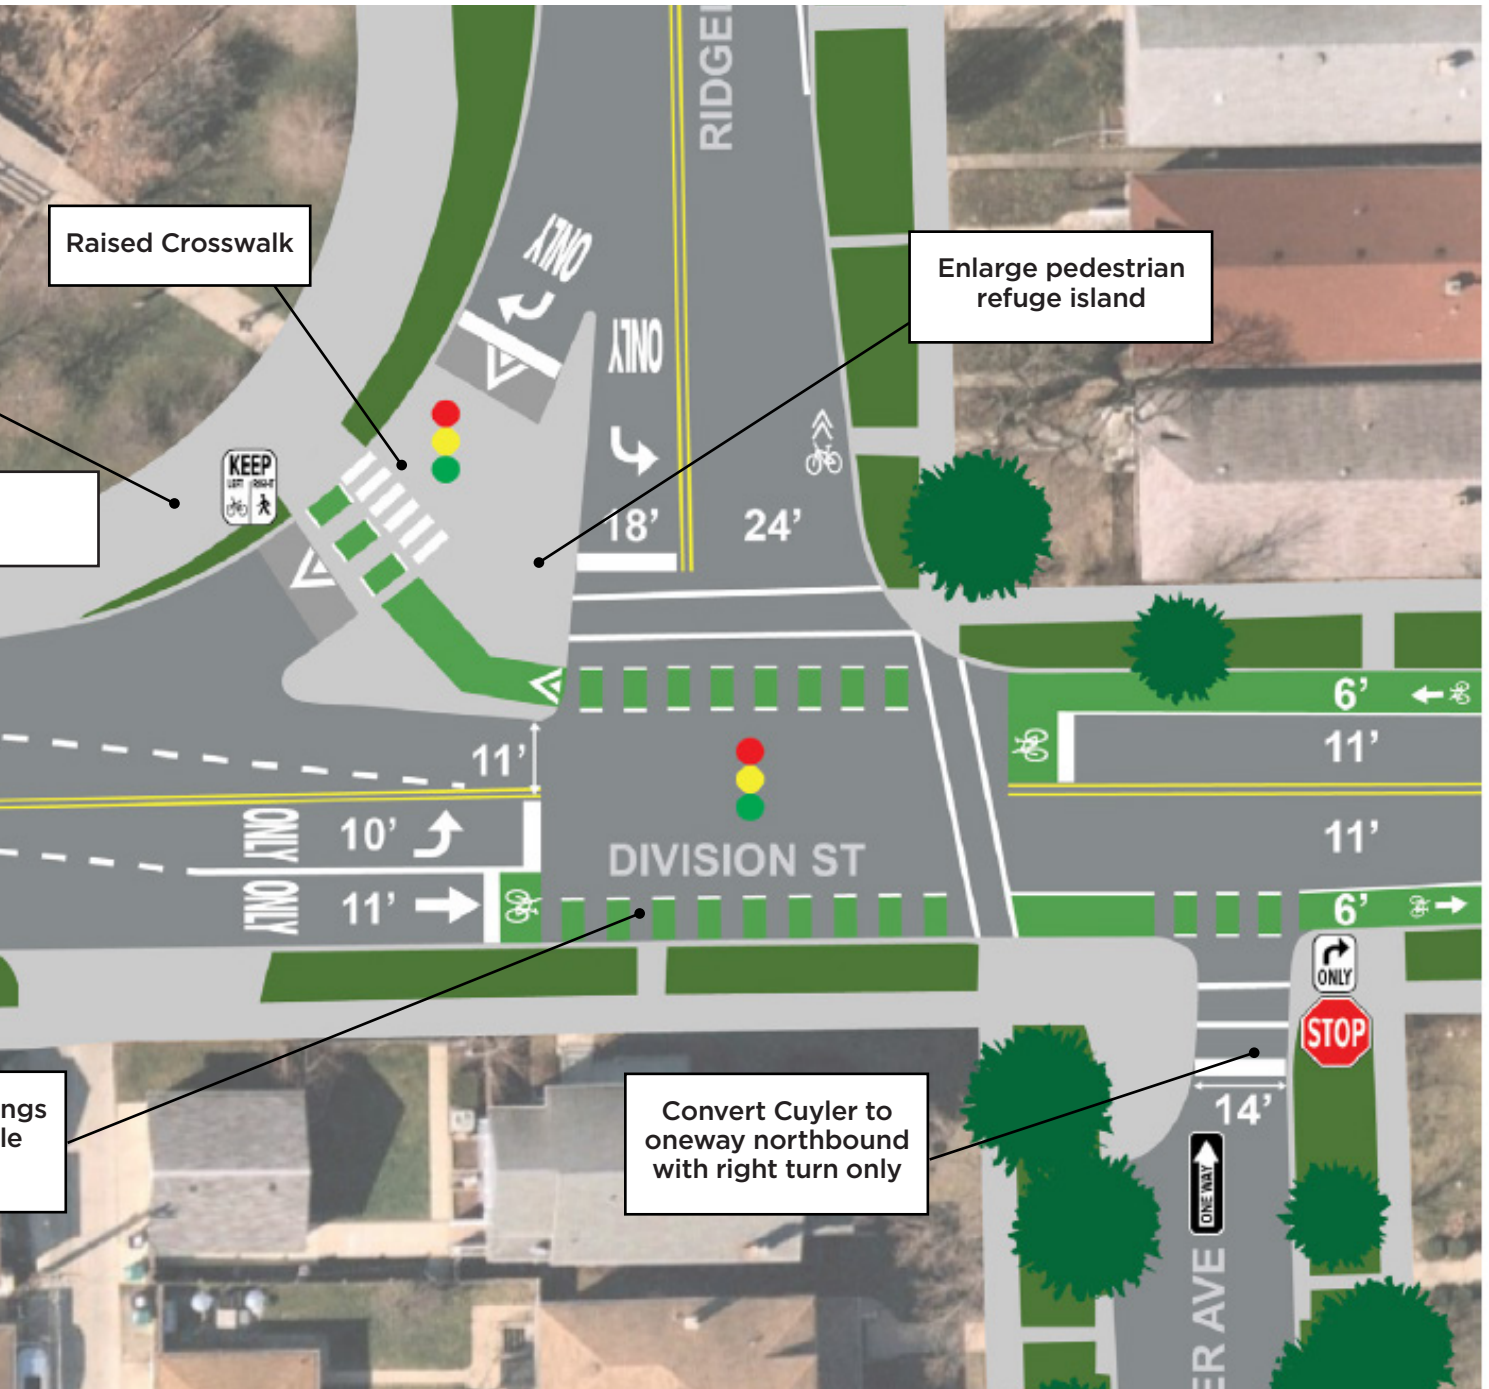 RIDGE
ONLY
Raised Crosswalk
Enlarge pedestrian
refuge island
ONLY
KEEP
LEFT RIGHT
18’
24’
6’
11’
11’
10’
ONLY
DIVISION ST
11’
11’
ONLY
6’
ONLY
STOP
ngs
le
Convert Cuyler to
oneway northbound
with right turn only
14’
ONE WAY
ER AVE